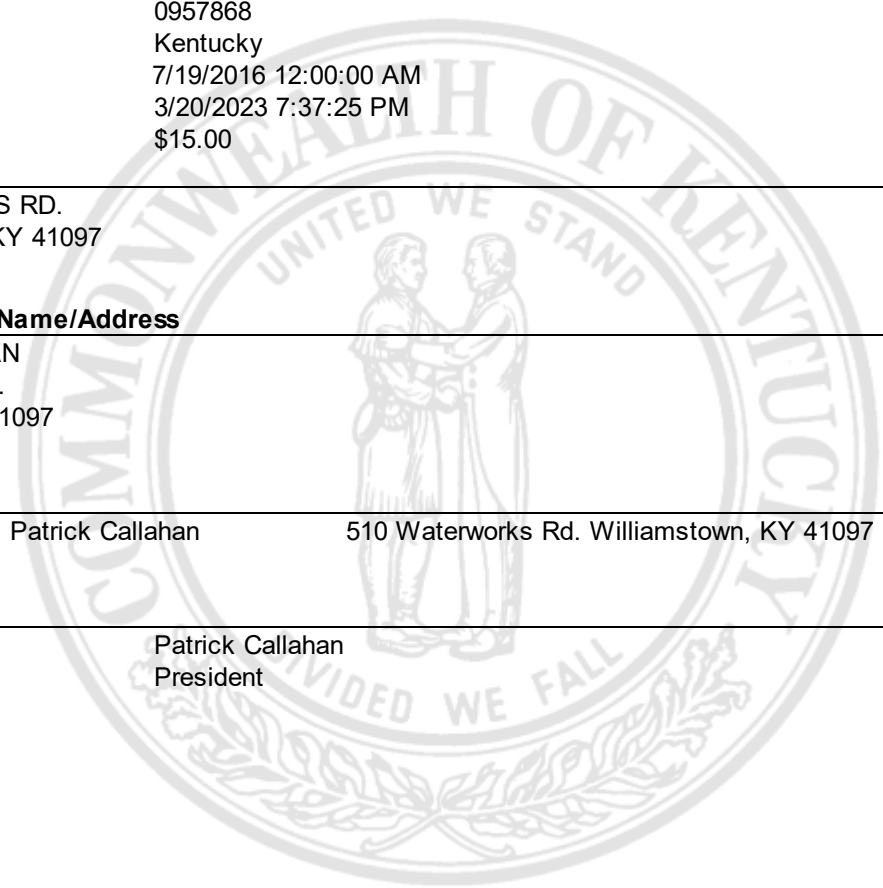 0957868
Kentucky
7/19/2016 12:00:00 AM
3/20/2023 7:37:25 PM
$15.00
S RD.
KY 41097
Name/Address
AN
.
1097
Patrick Callahan 510 Waterworks Rd. Williamstown, KY 41097
Patrick Callahan
President
COMMONWEALTH OF KENTUCKY
UNITED WE STAND
DIVIDED WE FALL